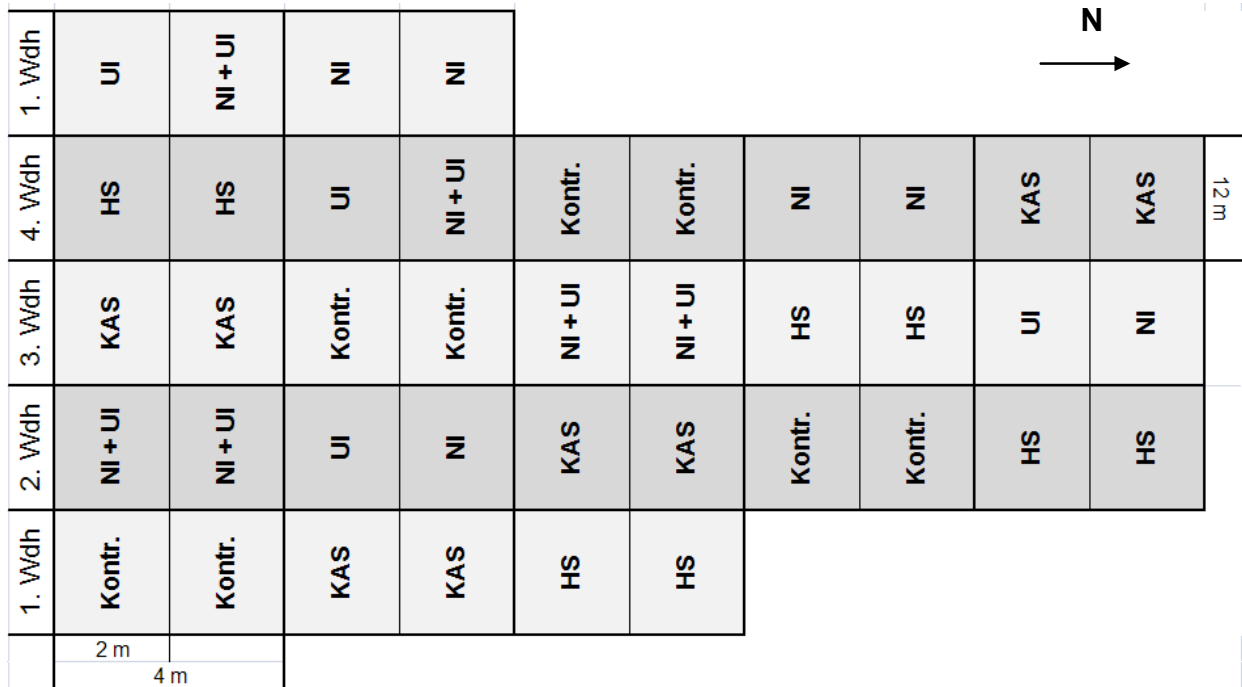 N
1. Wdh UI NI + UI NI NI
4. Wdh HS HS UI NI + UI Kontr. Kontr. NI NI KAS KAS 12 m
3. Wdh KAS KAS Kontr. Kontr. NI + UI NI + UI HS HS UI NI
2. Wdh NI + UI NI + UI UI NI KAS KAS Kontr. Kontr. HS HS
1. Wdh Kontr. Kontr. KAS KAS HS HS
2 m
4 m